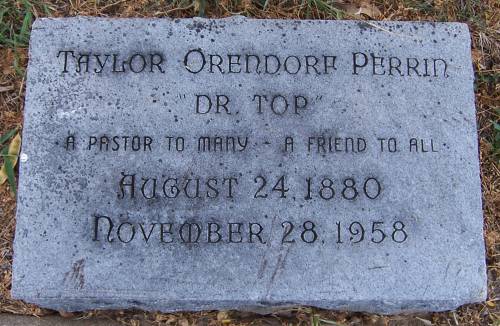 Taylor Orendorf Perrin
"Dr. Top"
· A PASTOR TO MANY · - A FRIEND TO ALL ·
August 24, 1880
November 28, 1958